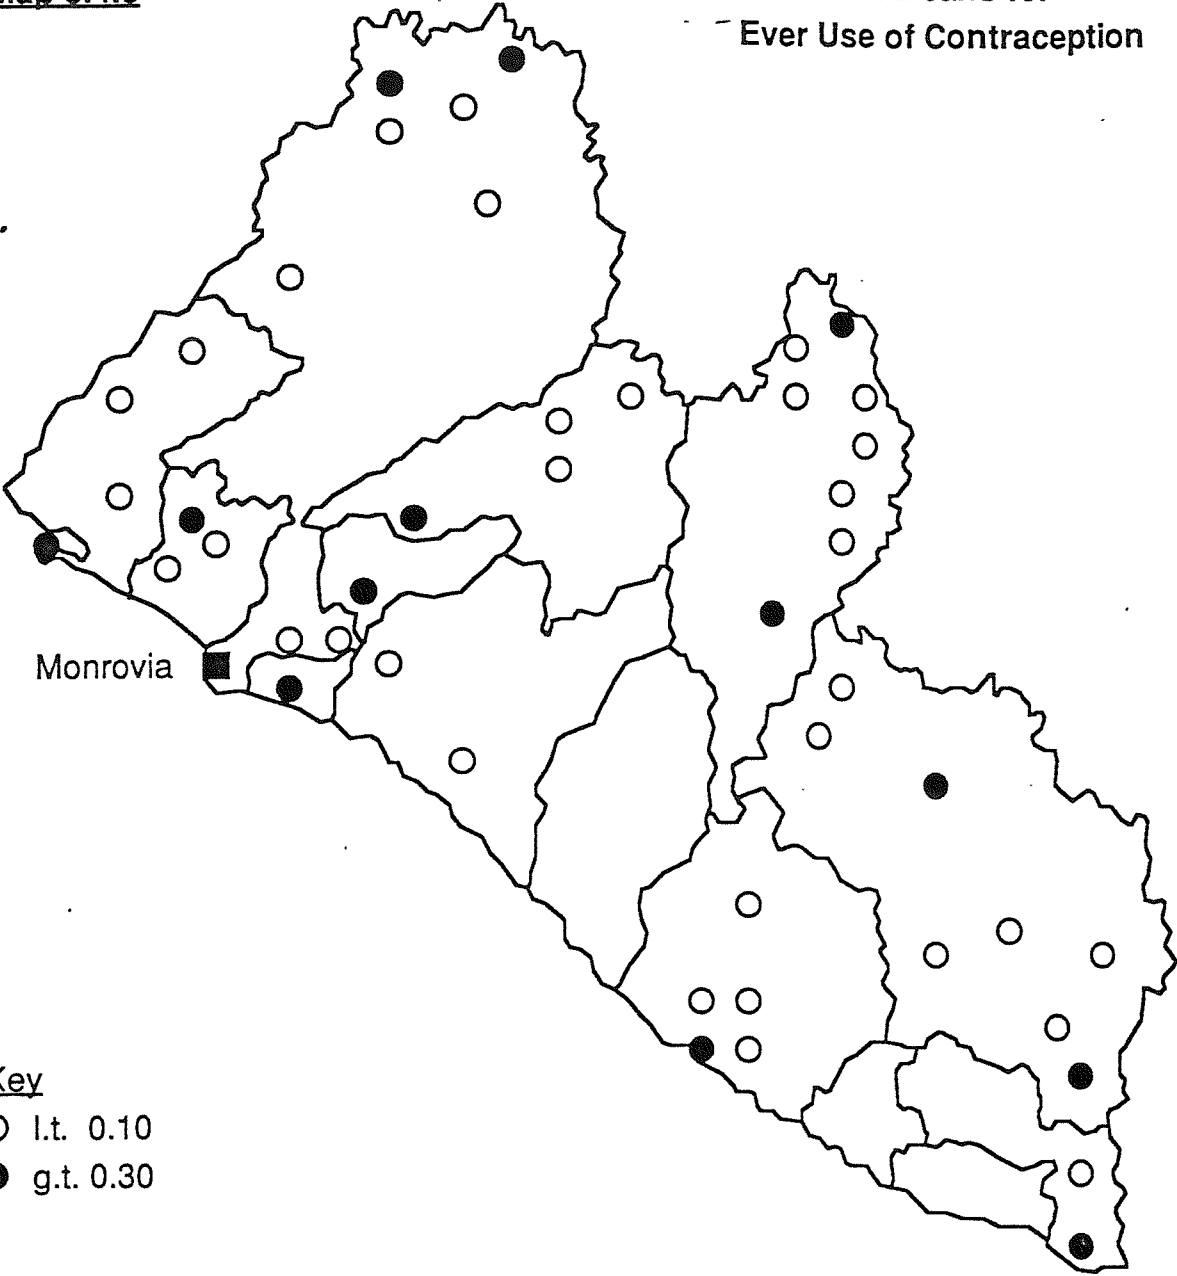 Ever Use of Contraception
Monrovia
Key
l.t. 0.10
g.t. 0.30